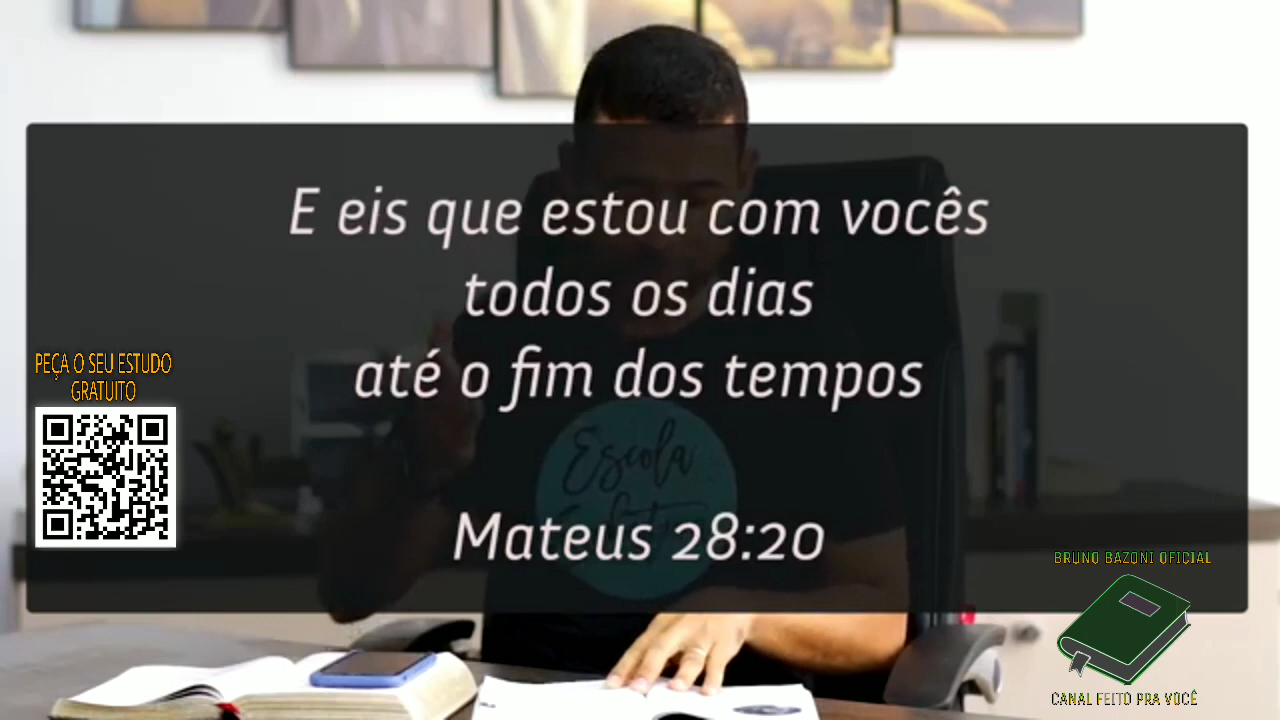 E eis que estou com vocês
todos os dias
até o fim dos tempos
Mateus 28:20
PEÇA O SEU ESTUDO
GRATUITO
Escola
BRUNO BAZONI OFICIAL
CANAL FEITO PRA VOCÊ